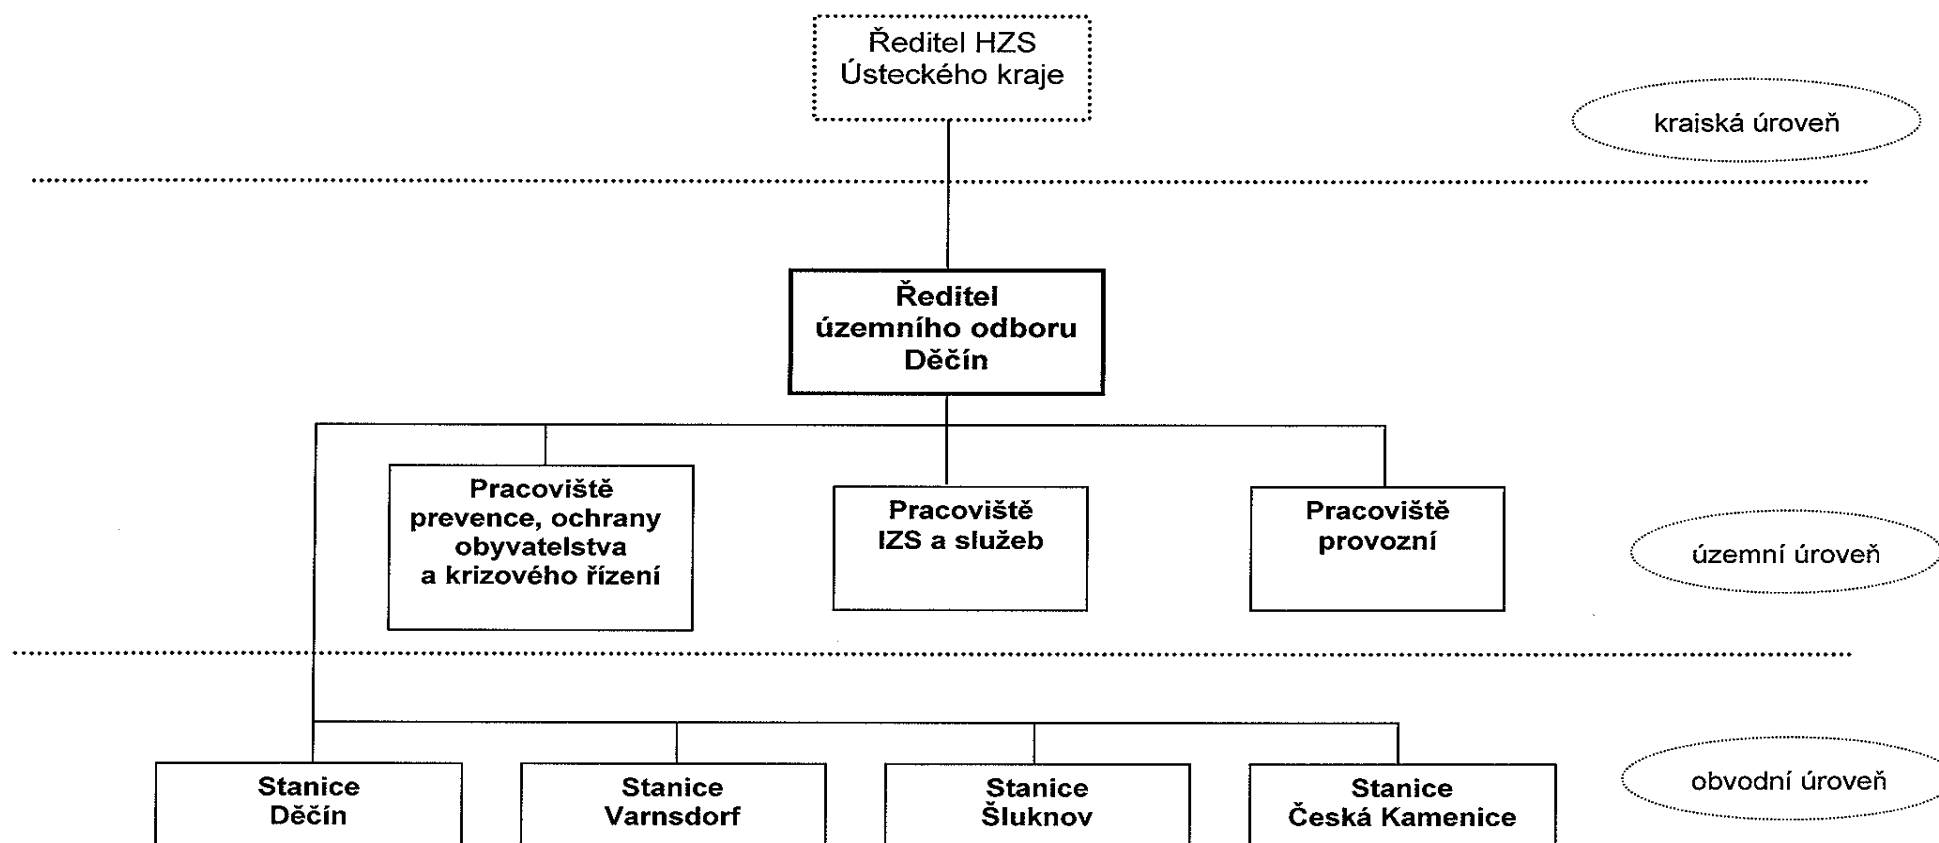 Ředitel HZS
Ústeckého kraje
krajská úroveň
Ředitel
územního odboru
Děčín
Pracoviště
prevence, ochrany
obyvatelstva
a krizového řízení
Pracoviště
IZS a služeb
Pracoviště
provozní
územní úroveň
Stanice
Děčín
Stanice
Varnsdorf
Stanice
Šluknov
Stanice
Česká Kamenice
obvodní úroveň